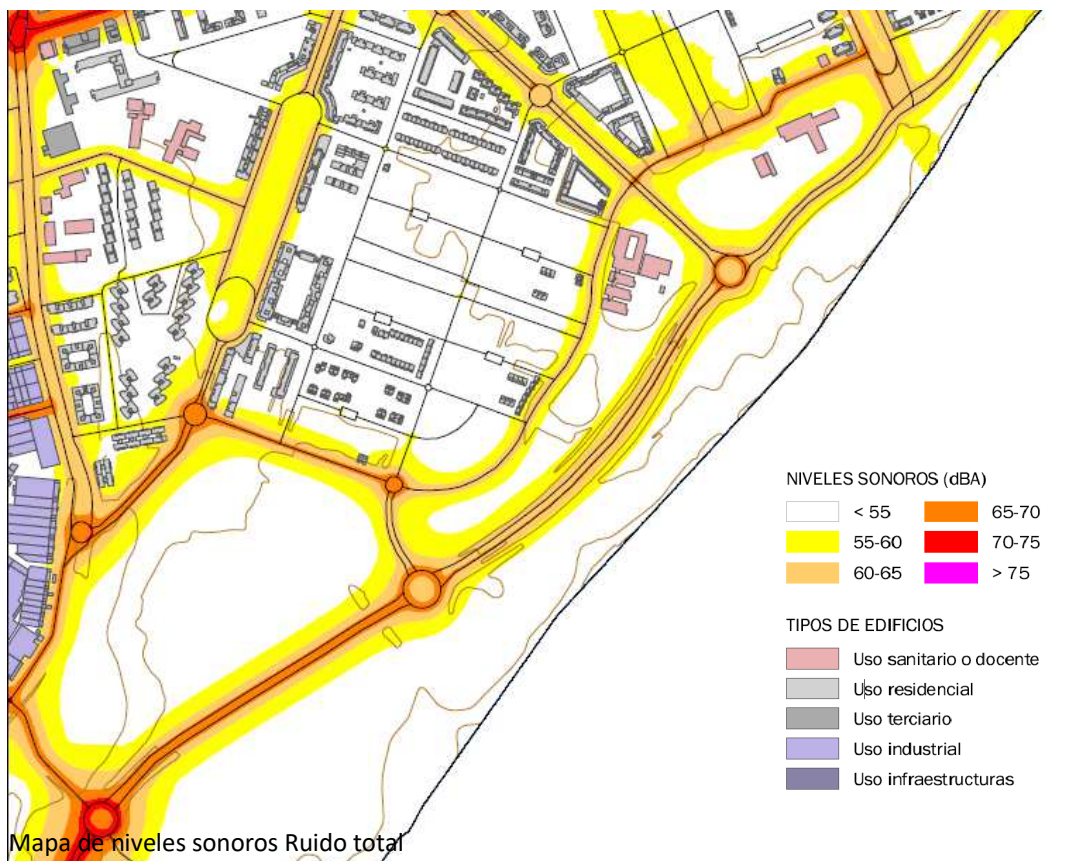 NIVELES SONOROS (dBA)
< 55
65-70
55-60
70-75
60-65
> 75
TIPOS DE EDIFICIOS
Uso sanitario o docente
Uso residencial
Uso terciario
Uso industrial
Uso infraestructuras
Mapa de niveles sonoros Ruido total